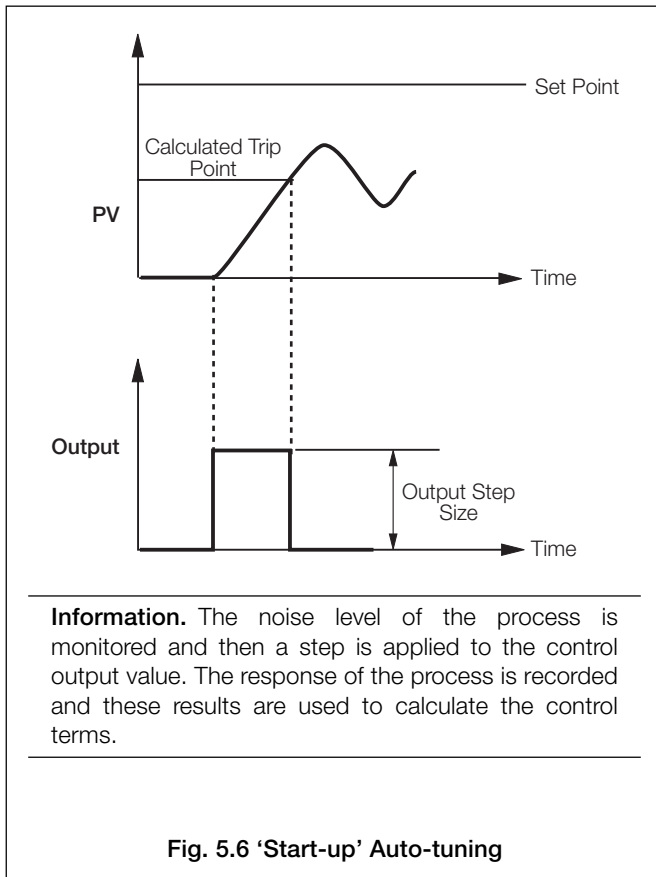 Set Point
Calculated Trip
Point
PV
Time
Output
Output Step
Size
Time
Information. The noise level of the process is
monitored and then a step is applied to the control
output value. The response of the process is recorded
and these results are used to calculate the control
terms.
Fig. 5.6 ‘Start-up’ Auto-tuning